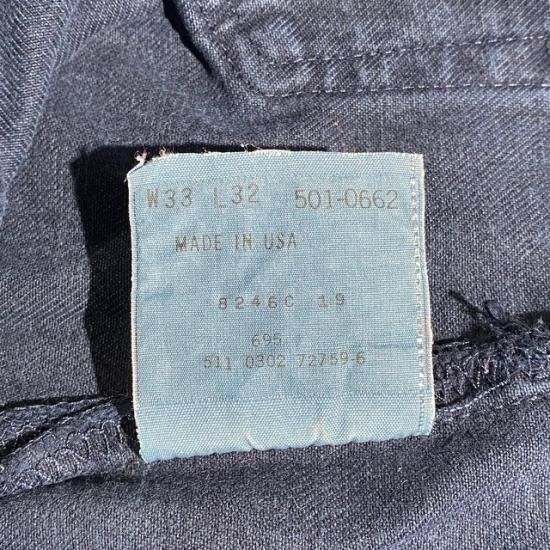 W33 L32 501-0662
MADE IN USA
8246C 19
695
511 0302 72759-6